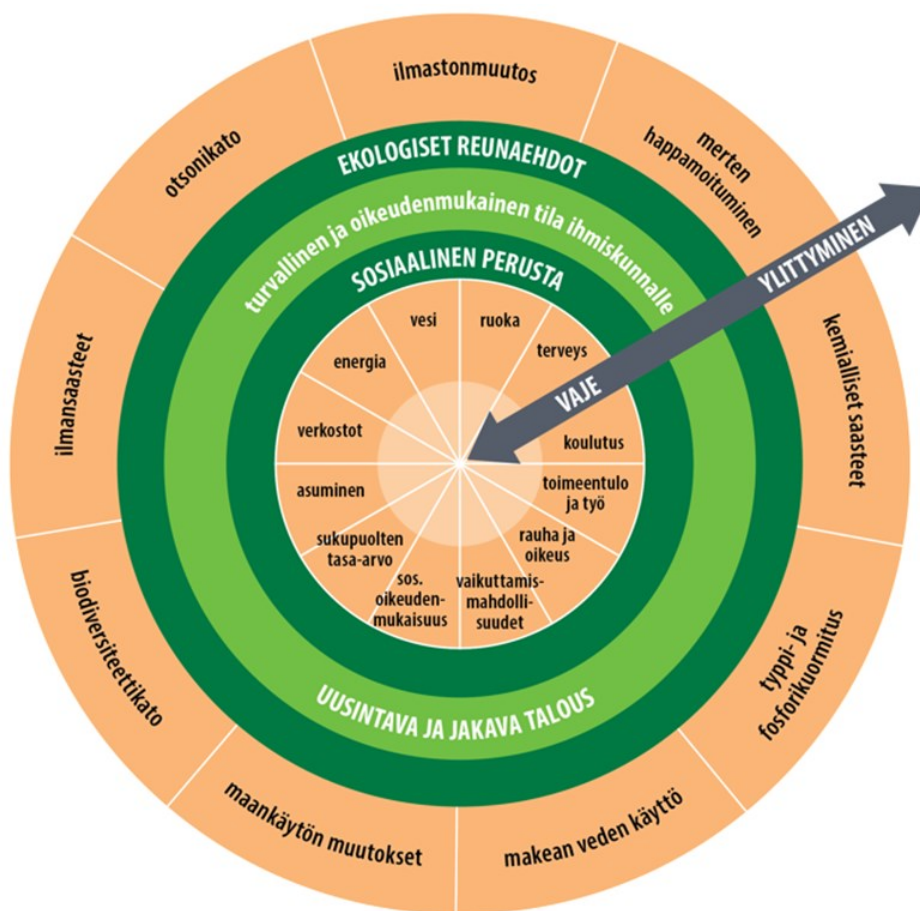 ilmastonmuutos
merten
happamoituminen
kemialliset saasteet
typpi- ja
fosforikuormitus
makean veden käyttö
maankäytön muutokset
biodiversiteettikato
ilmansaasteet
otsonikato
EKOLOGISET REUNAEHDOT
turvallinen ja oikeudenmukainen tila ihmiskunnalle
SOSIAALINEN PERUSTA
YLITTYMINEN
VAJE
vesi
ruoka
terveys
koulutus
toimeentulo
ja työ
rauha ja
oikeus
vaikuttamis-
mahdolli-
suudet
sos.
oikeuden-
mukaisuus
sukupuolten
tasa-arvo
asuminen
verkostot
energia
UUSINTAVA JA JAKAVA TALOUS